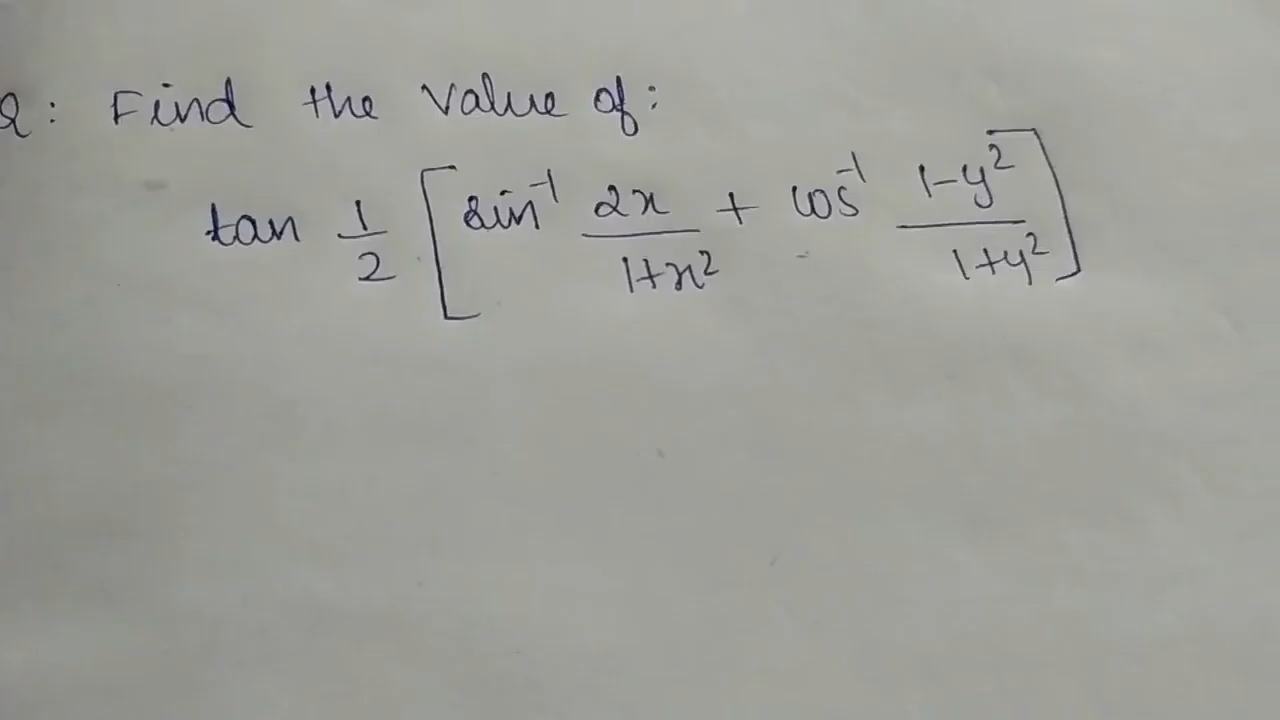 Q: Find the value of:
tan 1/2 [sin⁻¹ 2x/1+x² + cos⁻¹ 1-y²/1+y²]